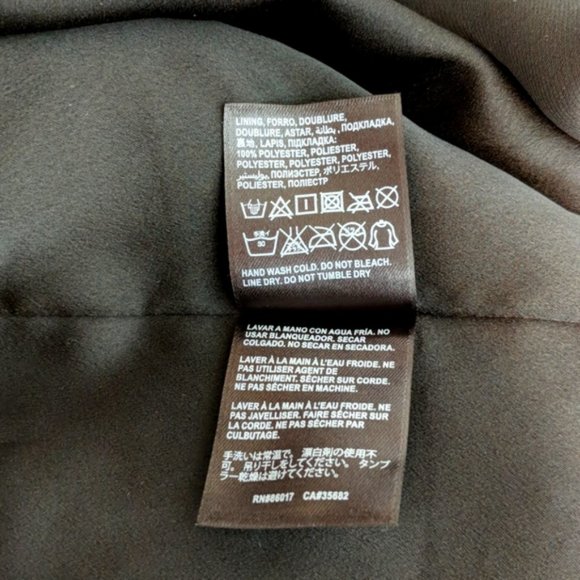 LINING, FORRO, DOUBLURE,
DOUBLURE, ASTAR, بطانة, ПОДКЛАДКА,
裏地, LAPIS, ПІДКЛАДКА:
100% POLYESTER, POLIESTER,
POLYESTER, POLYESTER, POLYESTER,
بوليستير, ПОЛИЭСТЕР, ポリエステル,
POLIÉSTER, ПОЛІЕСТР
HAND WASH COLD. DO NOT BLEACH.
LINE DRY. DO NOT TUMBLE DRY
LAVAR A MANO CON AGUA FRÍA. NO
USAR BLANQUEADOR. SECAR
COLGADO. NO SECAR EN SECADORA.
LAVER À LA MAIN À L'EAU FROIDE. NE
PAS UTILISER AGENT DE
BLANCHIMENT. SÉCHER SUR CORDE.
NE PAS SÉCHER EN MACHINE.
LAVER À LA MAIN À L'EAU FROIDE. NE
PAS JAVELLISER. FAIRE SÉCHER SUR
LA CORDE. NE PAS SÉCHER PAR
CULBUTAGE.
手洗いは常温で。漂白剤の使用不
可。吊り干しをしてください。タンブ
ラー乾燥は避けてください。
RN886017 CA#35682